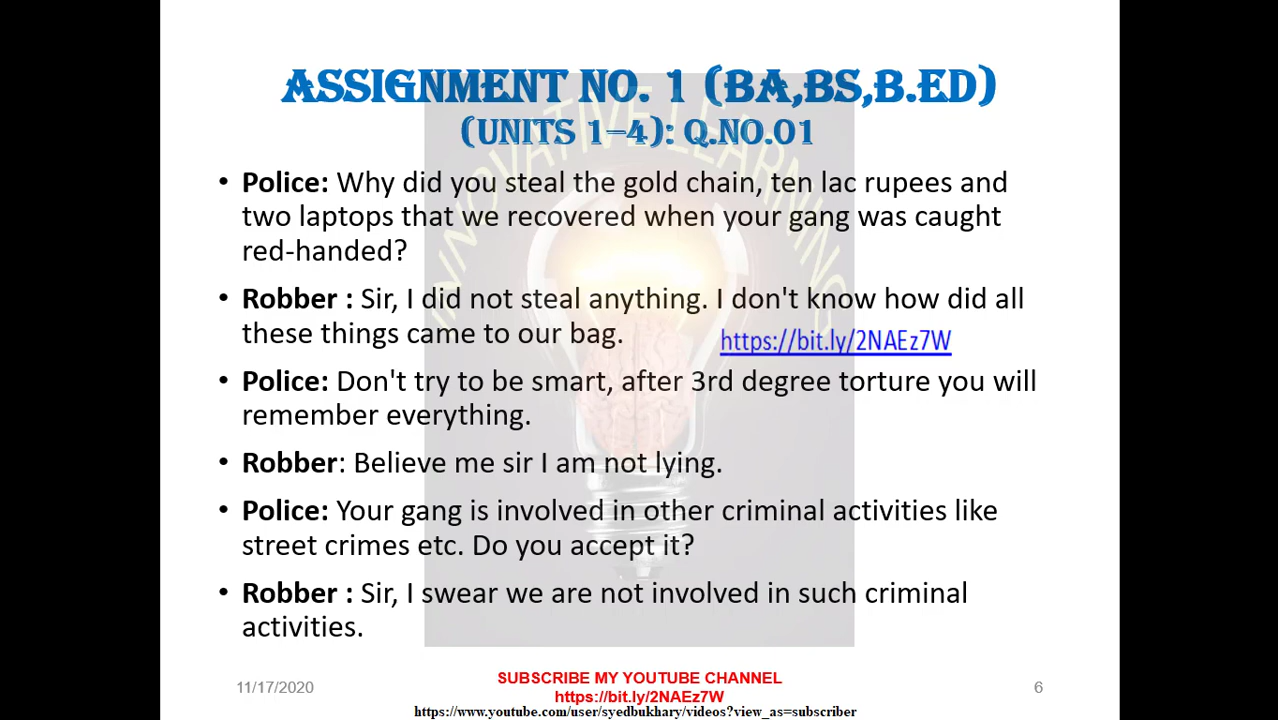 ASSIGNMENT NO. 1 (BA,BS,B.ED)
(UNITS 1–4): Q.NO.01
INNOVATIVE LEARNING
• Police: Why did you steal the gold chain, ten lac rupees and
two laptops that we recovered when your gang was caught
red-handed?
• Robber : Sir, I did not steal anything. I don't know how did all
these things came to our bag.
https://bit.ly/2NAEz7W
• Police: Don't try to be smart, after 3rd degree torture you will
remember everything.
• Robber: Believe me sir I am not lying.
• Police: Your gang is involved in other criminal activities like
street crimes etc. Do you accept it?
• Robber : Sir, I swear we are not involved in such criminal
activities.
11/17/2020
SUBSCRIBE MY YOUTUBE CHANNEL
https://bit.ly/2NAEz7W
https://www.youtube.com/user/syedbukhary/videos?view_as=subscriber
6